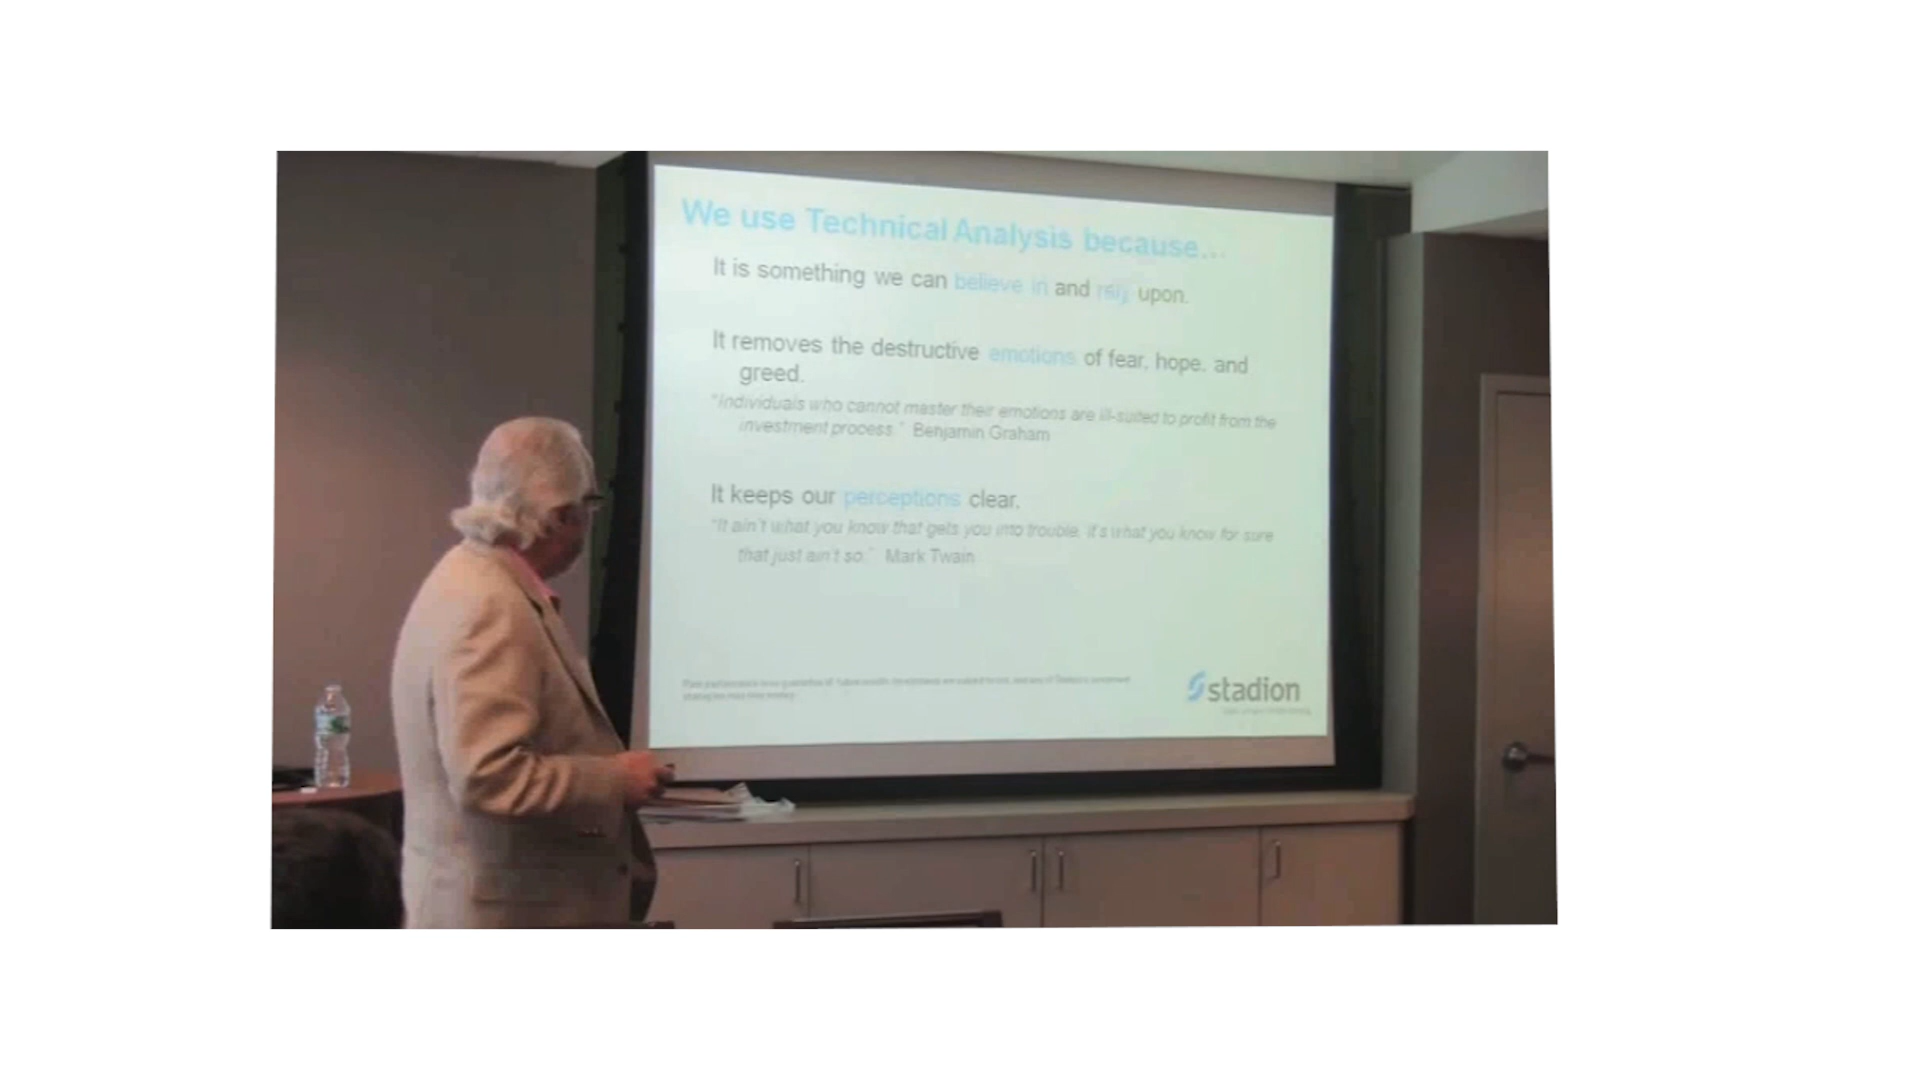 We use Technical Analysis because...
It is something we can believe in and rely upon.
It removes the destructive emotions of fear, hope, and
greed.
"Individuals who cannot master their emotions are ill-suited to profit from the
investment process." Benjamin Graham
It keeps our perceptions clear.
"It ain't what you know that gets you into trouble, it's what you know for sure
that just ain't so." Mark Twain
stadion